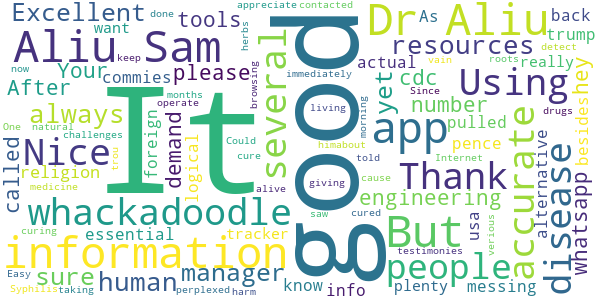 Excellent
tools
Dr
Aliu
As
appreciate
contacted
done
herbs
want
back
trump
Aliu
Sam
It
good
several
resources
really
keep
immediately
Your
please
actual
roots
detect
now
After
commies
browsing
yet
cdc
Using
hey
months
operate
living
app
number
pulled
Since
vain
drugs
besides
One
natural
always
foreign
demand
logical
morning
pence
Could
cure
challenges
called
Nice
religion
himabout
told
Thank
accurate
alternative
Internet
medicine
trou
alive
giving
engineering
cause
whackadoodle
But
disease
whatsapp
curing
essential
tracker
saw
cured
usa
verious
information
people
testimonies
Easy
sure
human
manager
know
info
plenty
messing
Syphilis
taking
perplexed
harm